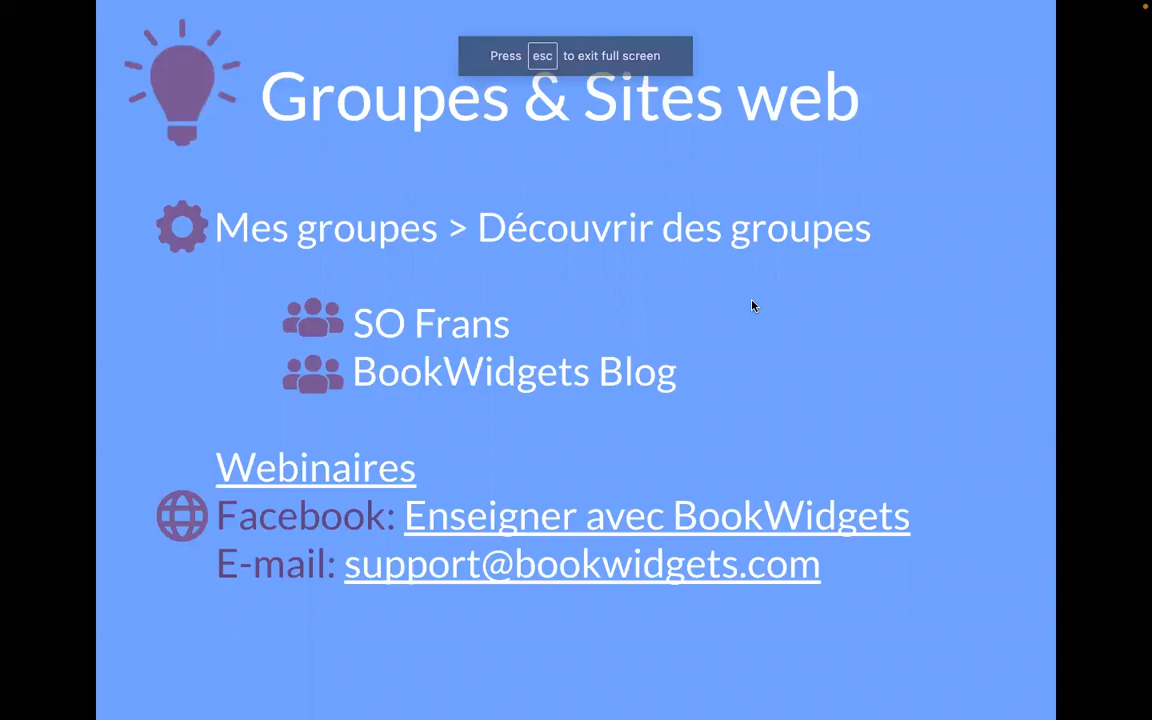 Press esc to exit full screen
Groupes & Sites web
Mes groupes > Découvrir des groupes
SO Frans
BookWidgets Blog
Webinaires
Facebook: Enseigner avec BookWidgets
E-mail: support@bookwidgets.com